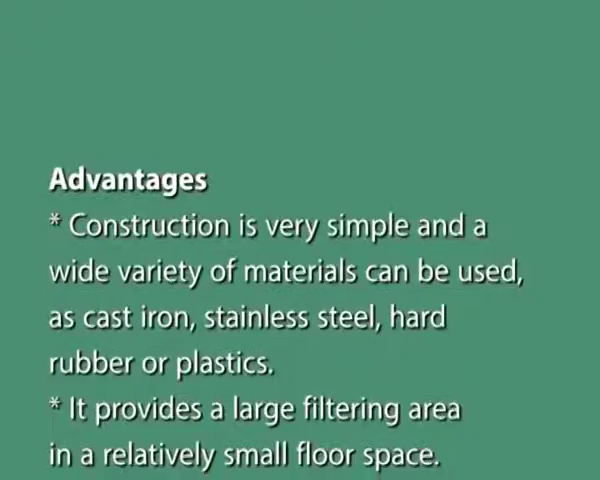 Advantages
* Construction is very simple and a
wide variety of materials can be used,
as cast iron, stainless steel, hard
rubber or plastics.
* It provides a large filtering area
in a relatively small floor space.